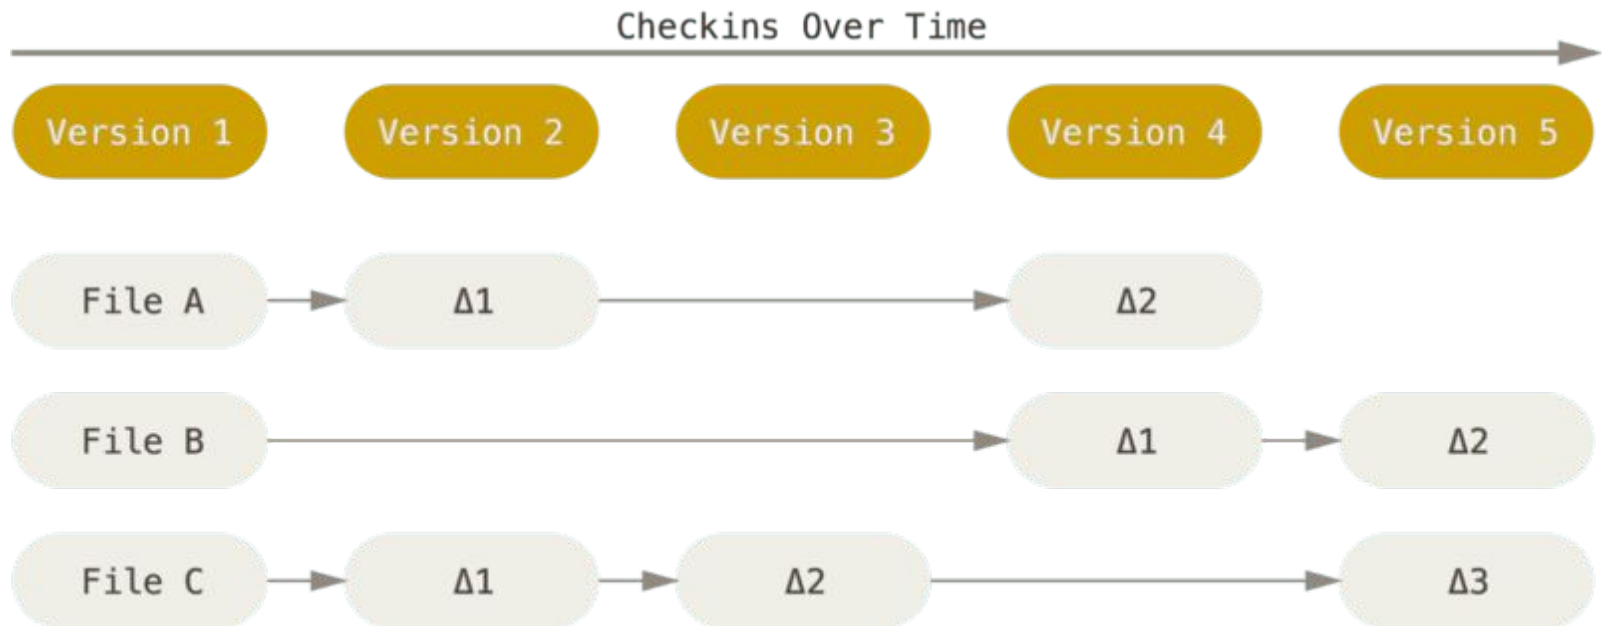 Checkins Over Time
Version 1 Version 2 Version 3 Version 4 Version 5
File A Δ1 Δ2
File B Δ1 Δ2
File C Δ1 Δ2 Δ3